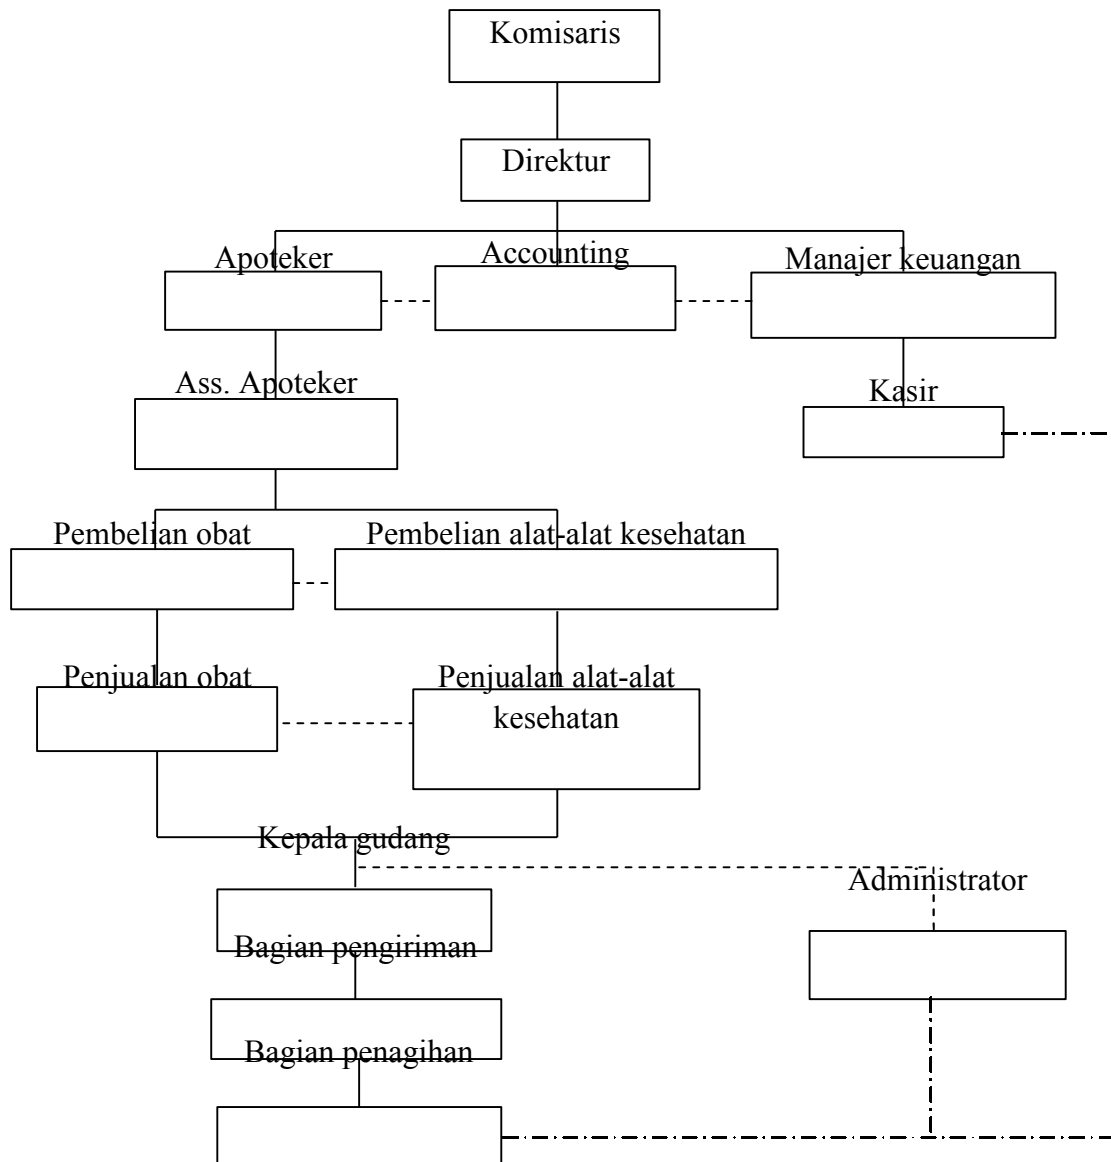 Komisaris
Direktur
Apoteker
Accounting
Manajer keuangan
Ass. Apoteker
Kasir
Pembelian obat
Pembelian alat-alat kesehatan
Penjualan obat
Penjualan alat-alat
kesehatan
Kepala gudang
Administrator
Bagian pengiriman
Bagian penagihan